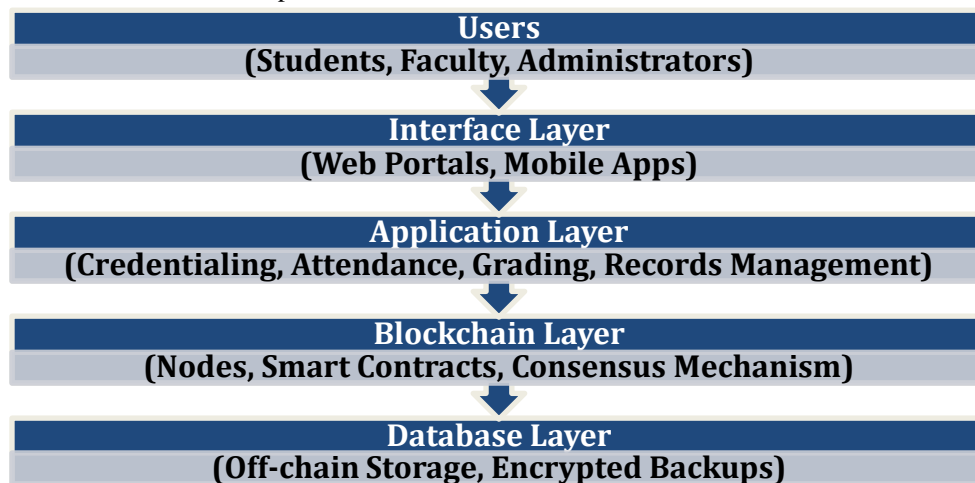 Users
(Students, Faculty, Administrators)
Interface Layer
(Web Portals, Mobile Apps)
Application Layer
(Credentialing, Attendance, Grading, Records Management)
Blockchain Layer
(Nodes, Smart Contracts, Consensus Mechanism)
Database Layer
(Off-chain Storage, Encrypted Backups)